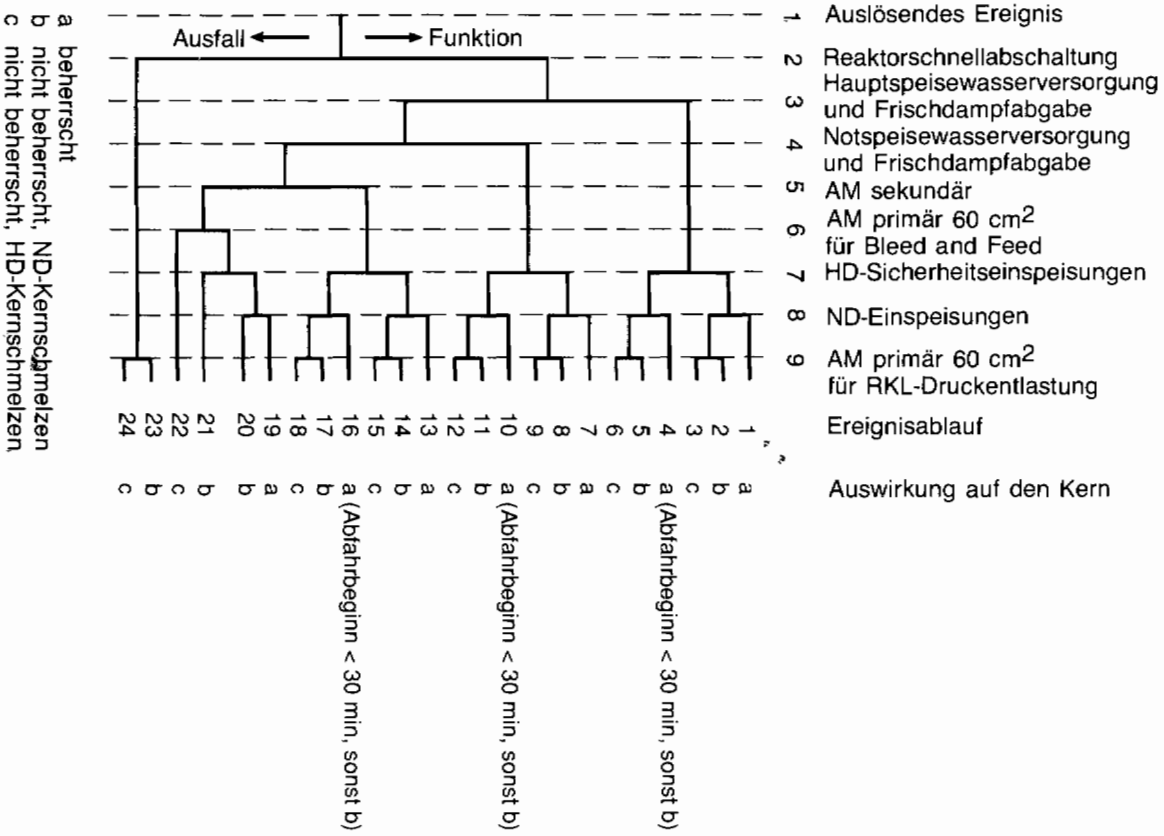 1 Auslösendes Ereignis
Ausfall Funktion
2 Reaktorschnellabschaltung
Hauptspeisewasserversorgung
3 und Frischdampfabgabe
Notspeisewasserversorgung
4 und Frischdampfabgabe
5 AM sekundär
AM primär 60 cm²
6 für Bleed and Feed
7 HD-Sicherheitseinspeisungen
8 ND-Einspeisungen
9 AM primär 60 cm²
für RKL-Druckentlastung
24 23 22 21 20 19 18 17 16 15 14 13 12 11 10 9 8 7 6 5 4 3 2 1 Ereignisablauf
c b c b b a c b a c b a c b a c b a c b a c b a Auswirkung auf den Kern
(Abfahrbeginn < 30 min, sonst b)
(Abfahrbeginn < 30 min, sonst b)
(Abfahrbeginn < 30 min, sonst b)
a beherrscht
b nicht beherrscht, ND-Kernschmelzen
c nicht beherrscht, HD-Kernschmelzen